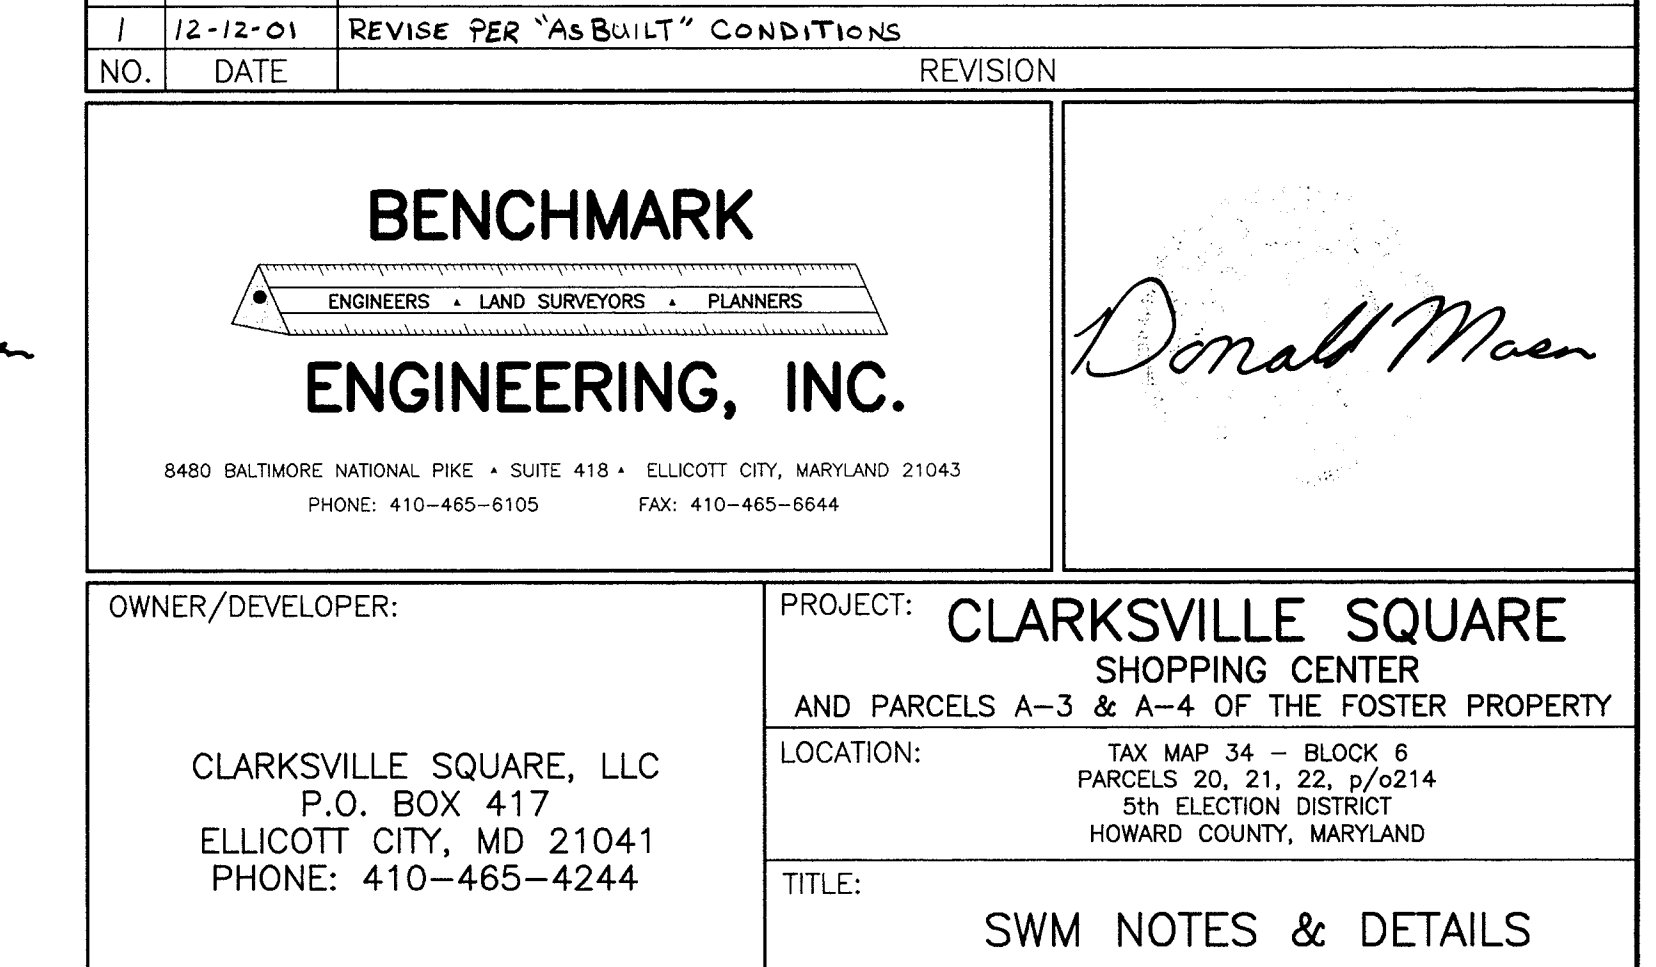 1 12-12-01 REVISE PER "AS BUILT" CONDITIONS
NO. DATE REVISION
BENCHMARK
ENGINEERS ▲ LAND SURVEYORS ▲ PLANNERS
ENGINEERING, INC.
8480 BALTIMORE NATIONAL PIKE ▲ SUITE 418 ▲ ELLICOTT CITY, MARYLAND 21043
PHONE: 410-465-6105 FAX: 410-465-6644
Donald Mason
OWNER/DEVELOPER:
CLARKSVILLE SQUARE, LLC
P.O. BOX 417
ELLICOTT CITY, MD 21041
PHONE: 410-465-4244
PROJECT: CLARKSVILLE SQUARE
SHOPPING CENTER
AND PARCELS A-3 & A-4 OF THE FOSTER PROPERTY
LOCATION: TAX MAP 34 - BLOCK 6
PARCELS 20, 21, 22, p/o214
5th ELECTION DISTRICT
HOWARD COUNTY, MARYLAND
TITLE:
SWM NOTES & DETAILS